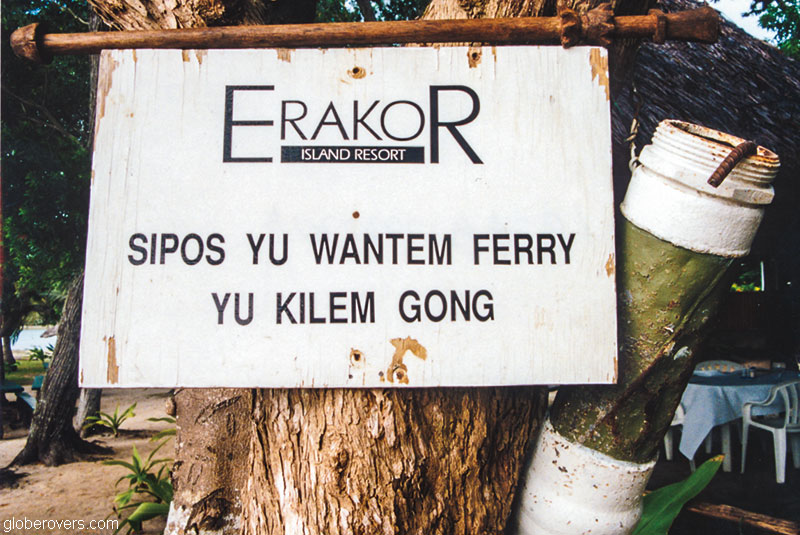 ERAKOR
ISLAND RESORT
SIPOS YU WANTEM FERRY
YU KILEM GONG
globerovers.com